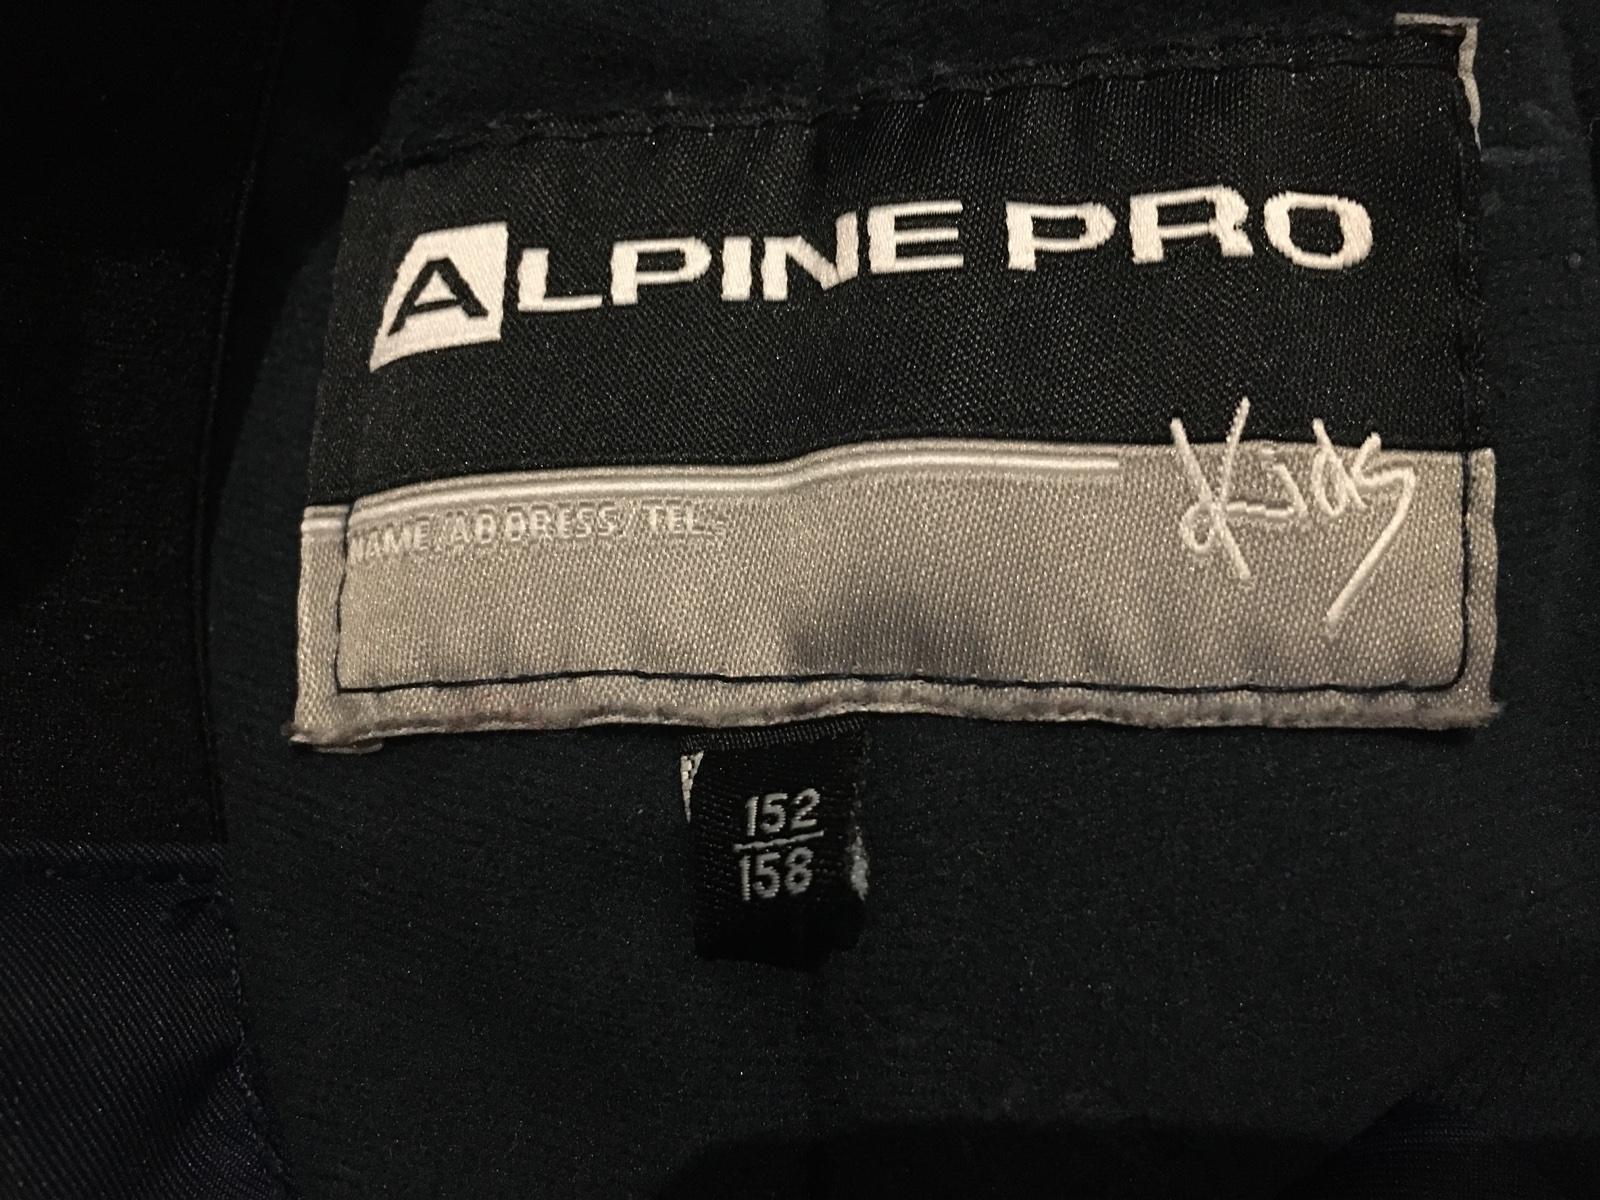 ALPINE PRO
Kids
NAME/ADDRESS/TEL.:
152
158